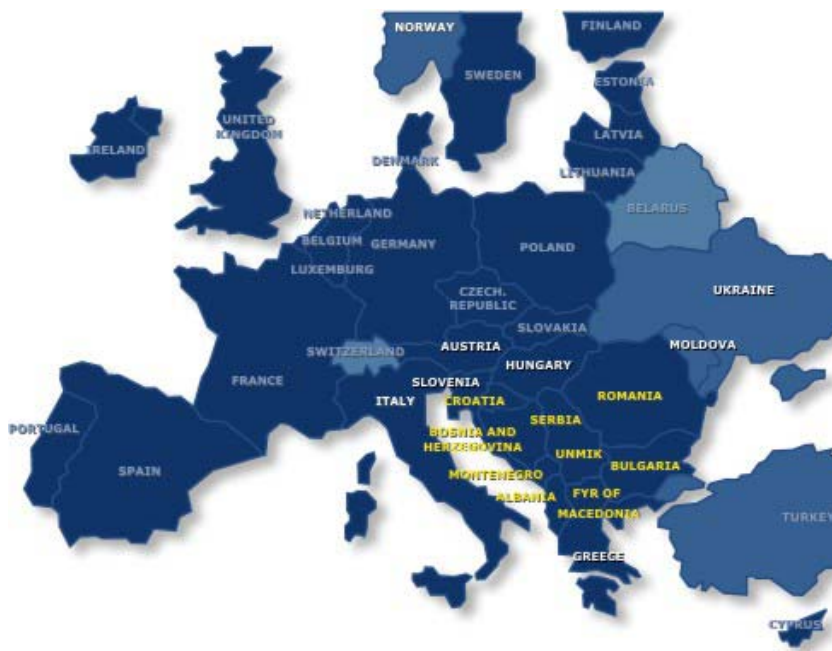 NORWAY
FINLAND
SWEDEN
ESTONIA
UNITED
KINGDOM
LATVIA
IRELAND
DENMARK
LITHUANIA
BELARUS
NETHERLAND
BELGIUM
GERMANY
POLAND
LUXEMBURG
CZECH.
REPUBLIC
UKRAINE
SLOVAKIA
SWITZERLAND
AUSTRIA
MOLDOVA
HUNGARY
FRANCE
SLOVENIA
ITALY
CROATIA
ROMANIA
SERBIA
PORTUGAL
BOSNIA AND
HERZEGOVINA
UNMIK
SPAIN
MONTENEGRO
BULGARIA
ALBANIA
FYR OF
MACEDONIA
TURKEY
GREECE
CYPRUS